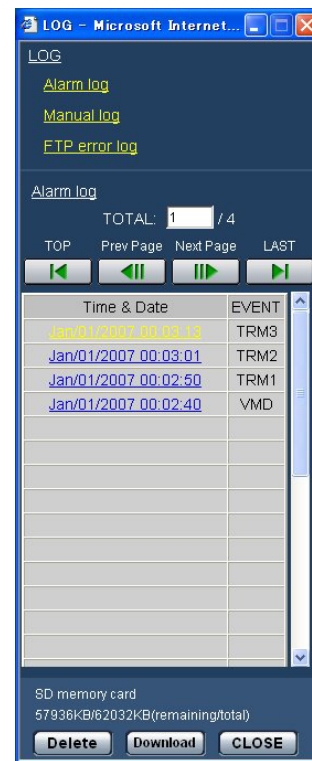 LOG - Microsoft Internet...
LOG
Alarm log
Manual log
FTP error log
Alarm log
TOTAL: 1 / 4
TOP Prev Page Next Page LAST
Time & Date EVENT
Jan/01/2007 00:03:13 TRM3
Jan/01/2007 00:03:01 TRM2
Jan/01/2007 00:02:50 TRM1
Jan/01/2007 00:02:40 VMD
SD memory card
57936KB/62032KB(remaining/total)
Delete Download CLOSE